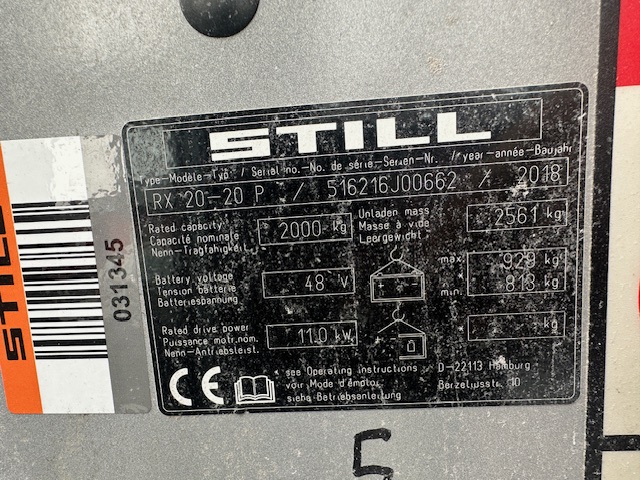 STILL
Type-Modèle-Typ / Serial no.-No. de série-Serien-Nr. / year-année-Baujahr
RX 20-20 P / 516216J00662 / 2018
Rated capacity
Capacité nominale
Nenn-Tragfähigkeit
2000 kg
Unladen mass
Masse à vide
Leergewicht
2561 kg
Battery voltage
Tension batterie
Batteriespannung
48 V
max. 929 kg
min. 813 kg
Rated drive power
Puissance motr.nom.
Nenn-Antriebsleist.
11.0 kW
kg
CE
see Operating instructions
voir Mode d'émploi
siehe Betriebsanleitung
D-22113 Hamburg
Berzeliusstr. 10
STILL
031345
5